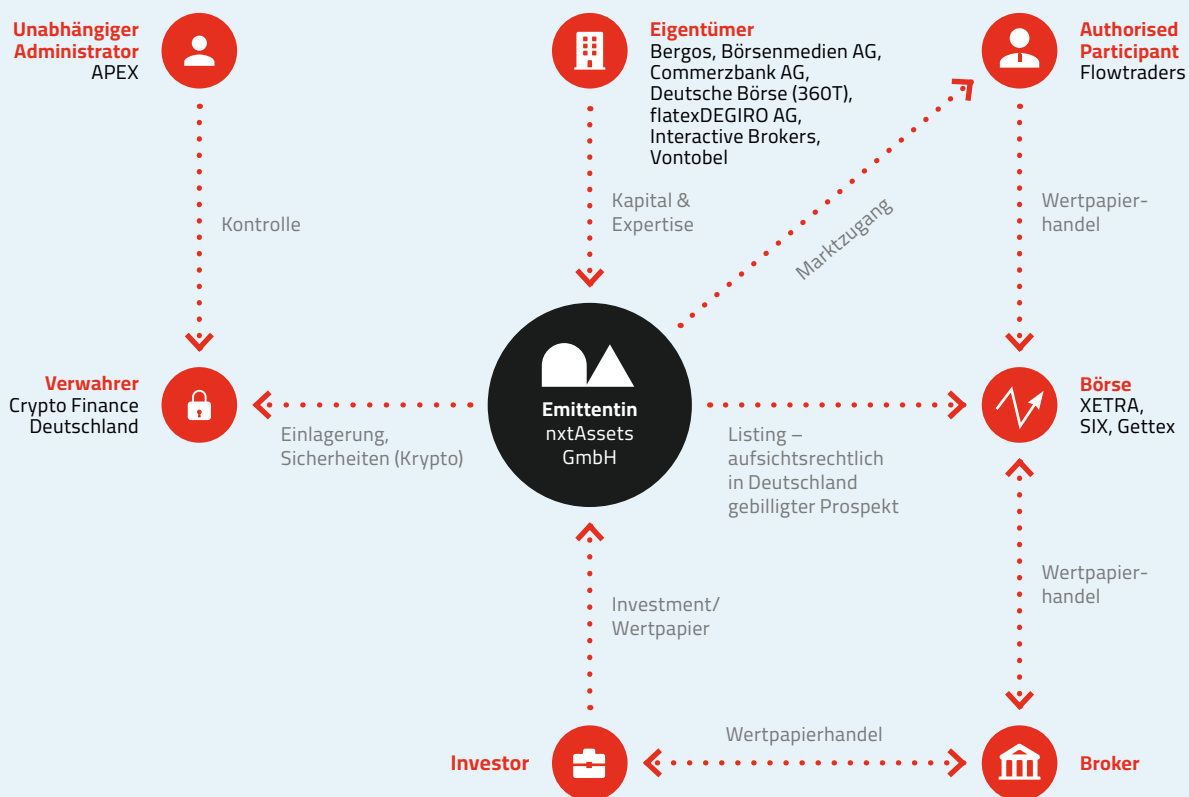 Unabhängiger
Administrator
APEX
Eigentümer
Bergos, Börsenmedien AG,
Commerzbank AG,
Deutsche Börse (360T),
flatexDEGIRO AG,
Interactive Brokers,
Vontobel
Authorised
Participant
Flowtraders
Kontrolle
Kapital &
Expertise
Marktzugang
Wertpapier-
handel
Verwahrer
Crypto Finance
Deutschland
Einlagerung,
Sicherheiten (Krypto)
Emittentin
nxtAssets
GmbH
Listing –
aufsichtsrechtlich
in Deutschland
gebilligter Prospekt
Börse
XETRA,
SIX, Gettex
Investment/
Wertpapier
Wertpapier-
handel
Investor
Wertpapierhandel
Broker